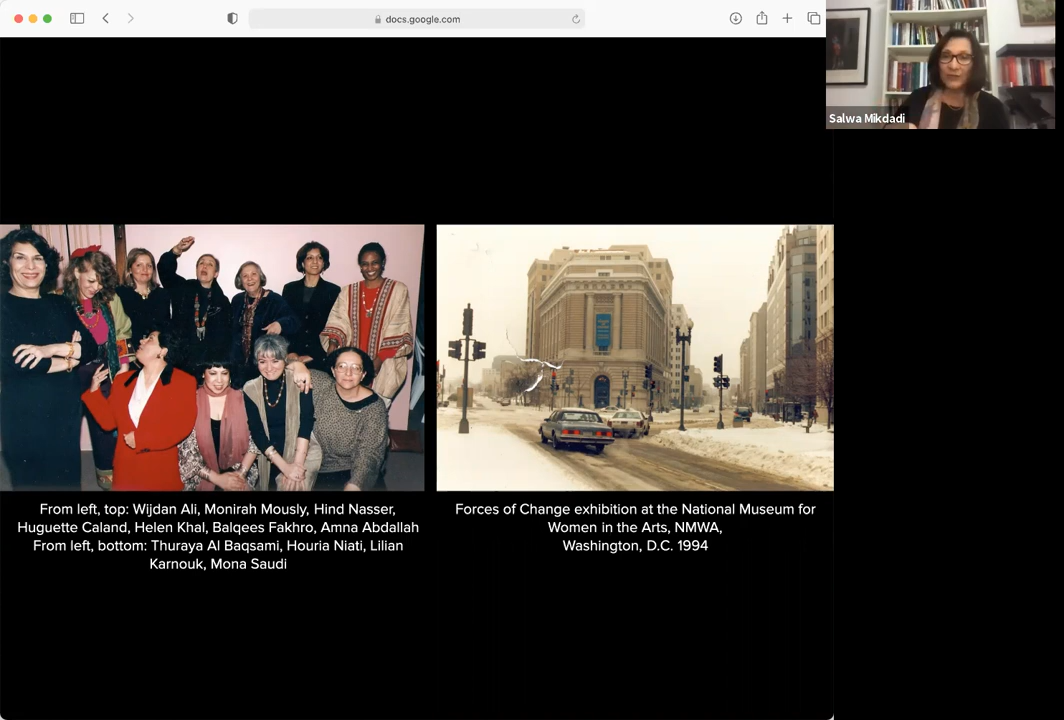 docs.google.com
Salwa Mikdadi
From left, top: Wijdan Ali, Monirah Mously, Hind Nasser,
Huguette Caland, Helen Khal, Balqees Fakhro, Amna Abdallah
From left, bottom: Thuraya Al Baqsami, Houria Niati, Lilian
Karnouk, Mona Saudi
Forces of Change exhibition at the National Museum for
Women in the Arts, NMWA,
Washington, D.C. 1994